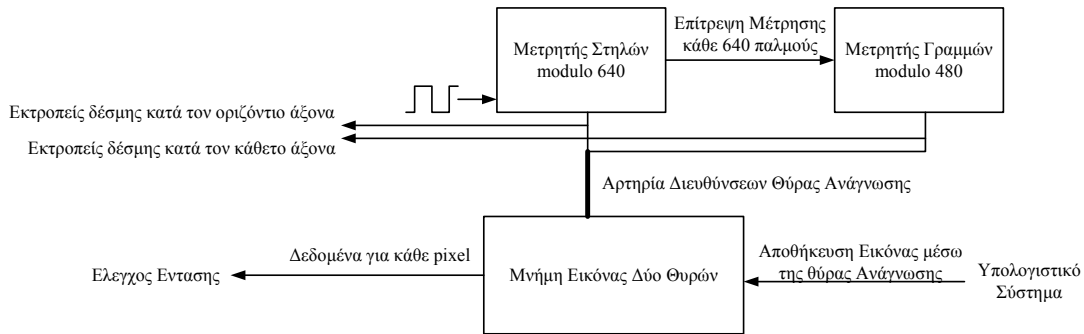 Μετρητής Στηλών
modulo 640
Επίτρεψη Μέτρησης
κάθε 640 παλμούς
Μετρητής Γραμμών
modulo 480
Εκτροπείς δέσμης κατά τον οριζόντιο άξονα
Εκτροπείς δέσμης κατά τον κάθετο άξονα
Αρτηρία Διευθύνσεων Θύρας Ανάγνωσης
Δεδομένα για κάθε pixel
Ελεγχος Εντασης
Μνήμη Εικόνας Δύο Θυρών
Αποθήκευση Εικόνας μέσω
της θύρας Ανάγνωσης
Υπολογιστικό
Σύστημα